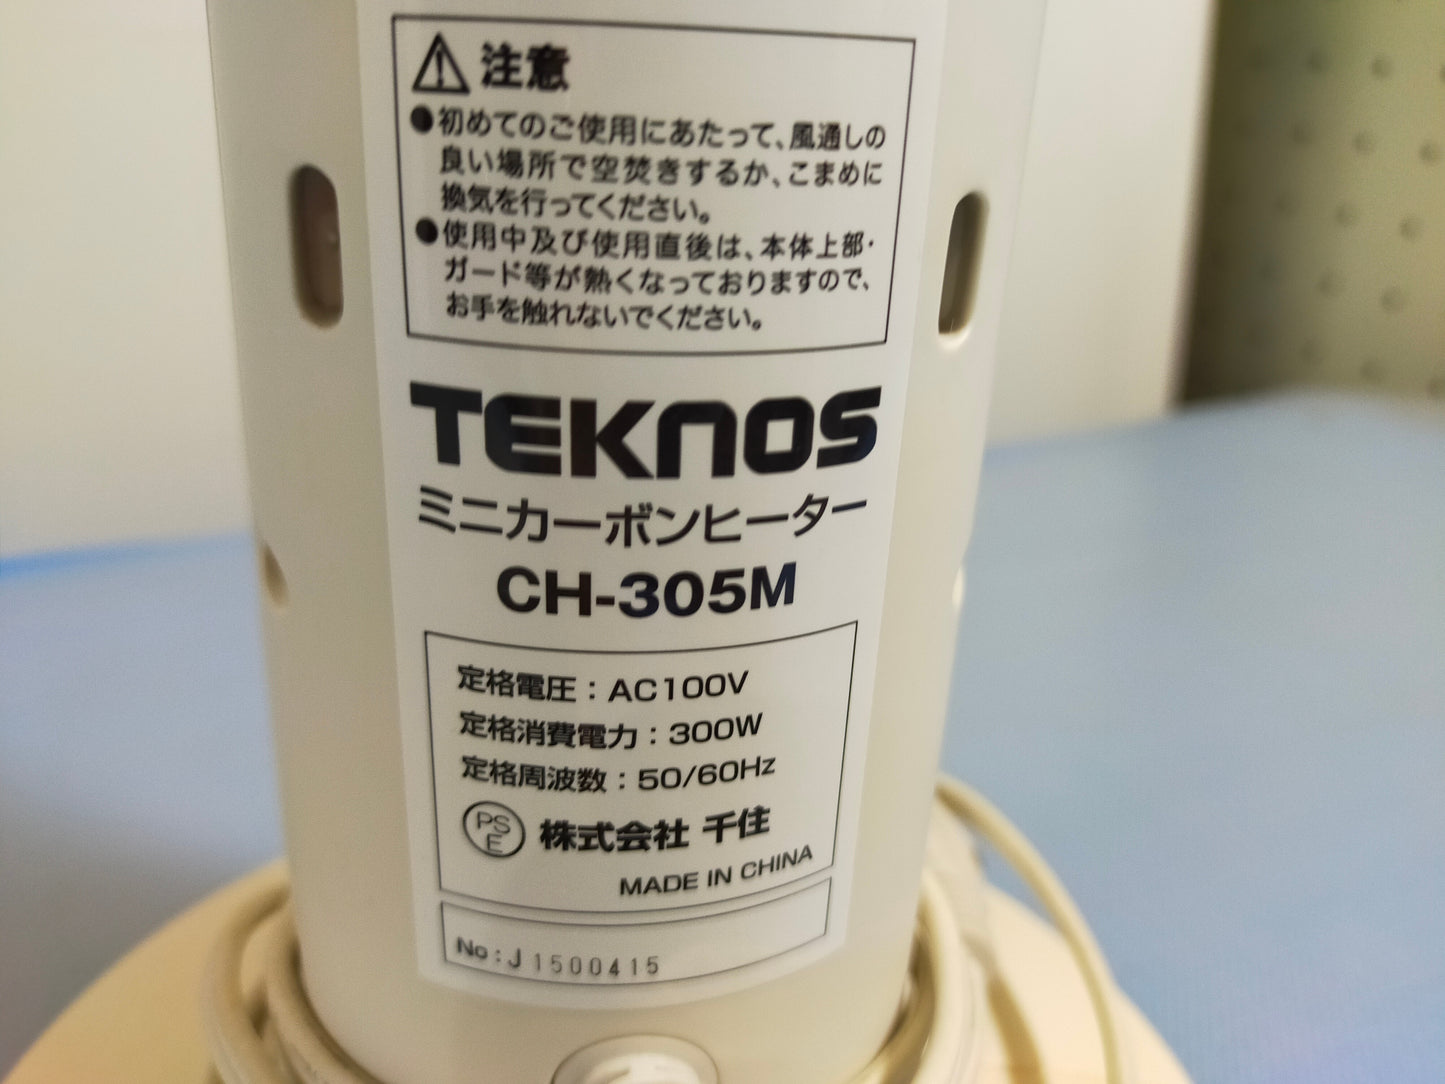 ⚠ 注意
●初めてのご使用にあたって、風通しの
良い場所で空焚きするか、こまめに
換気を行ってください。
●使用中及び使用直後は、本体上部・
ガード等が熱くなっておりますので、
お手を触れないでください。
TEKNOS
ミニカーボンヒーター
CH-305M
定格電圧：AC100V
定格消費電力：300W
定格周波数：50/60Hz
PSE 株式会社 千住
MADE IN CHINA
No：J1500415